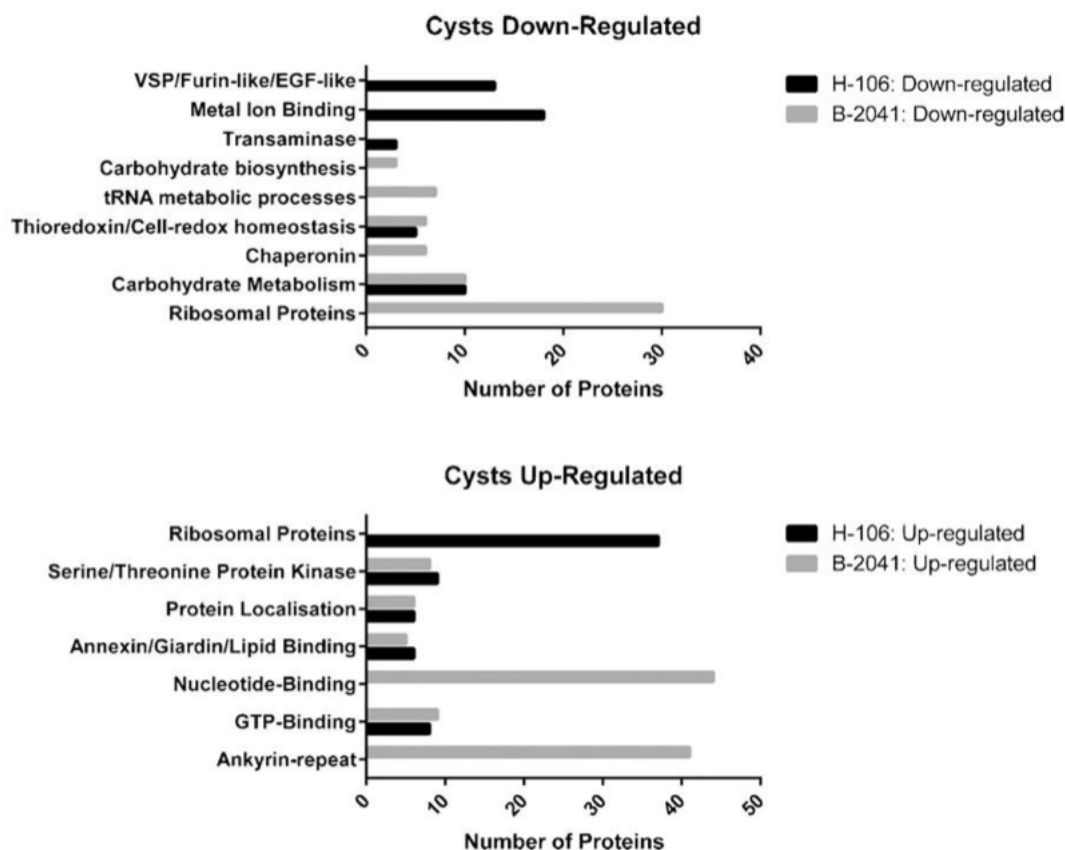 Cysts Down-Regulated
VSP/Furin-like/EGF-like
Metal Ion Binding
Transaminase
Carbohydrate biosynthesis
tRNA metabolic processes
Thioredoxin/Cell-redox homeostasis
Chaperonin
Carbohydrate Metabolism
Ribosomal Proteins
0 10 20 30 40
Number of Proteins
H-106: Down-regulated
B-2041: Down-regulated
Cysts Up-Regulated
Ribosomal Proteins
Serine/Threonine Protein Kinase
Protein Localisation
Annexin/Giardin/Lipid Binding
Nucleotide-Binding
GTP-Binding
Ankyrin-repeat
0 10 20 30 40 50
Number of Proteins
H-106: Up-regulated
B-2041: Up-regulated